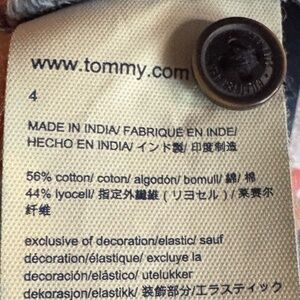 www.tommy.com
4
MADE IN INDIA/ FABRIQUÉ EN INDE/
HECHO EN INDIA/ インド製/ 印度制造
56% cotton/ coton/ algodón/ bomull/ 綿/ 棉
44% lyocell/ 指定外繊維 (リヨセル) / 莱赛尔
纤维
exclusive of decoration/elastic/ sauf
décoration/élastique/ excluye la
decoración/elástico/ utelukker
dekorasjon/elastikk/ 装飾部分/エラスティック